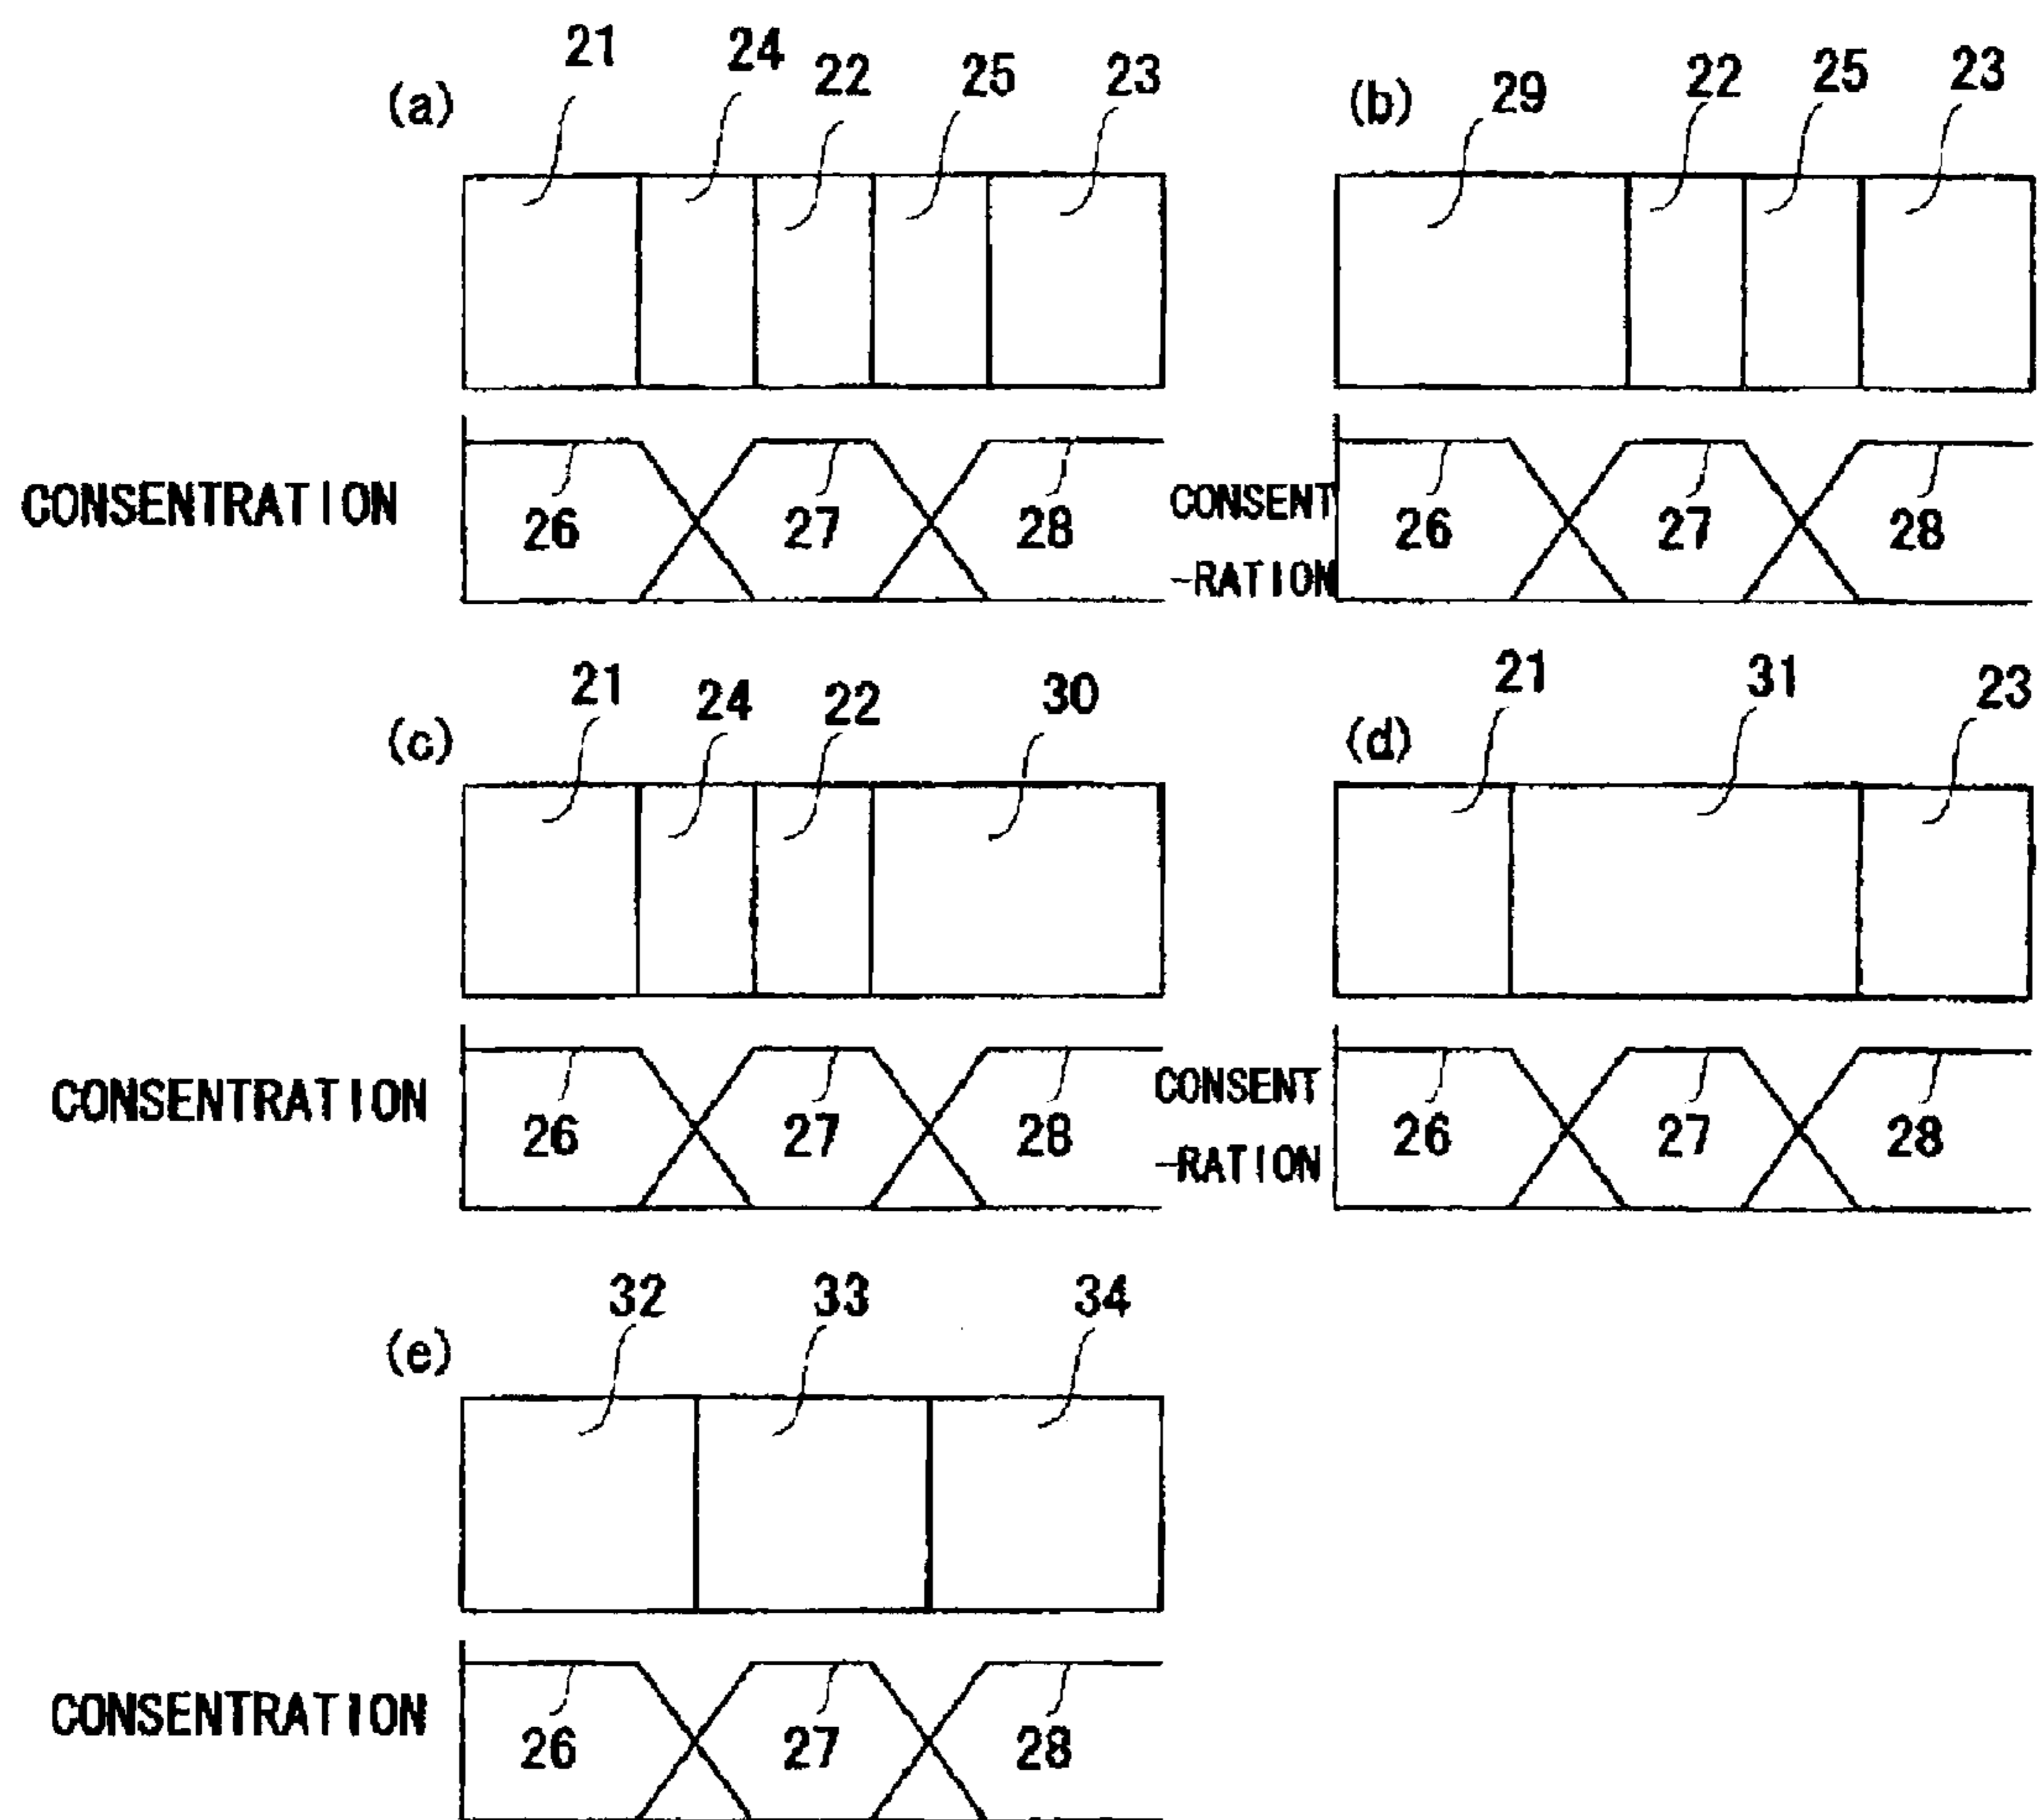 (a) 21 24 22 25 23
(b) 29 22 25 23
CONSENTRATION 26 27 28
CONSENT
-RATION
26 27 28
(c) 21 24 22 30
(d) 21 31 23
CONSENTRATION 26 27 28
CONSENT
-RATION
26 27 28
(e) 32 33 34
CONSENTRATION 26 27 28